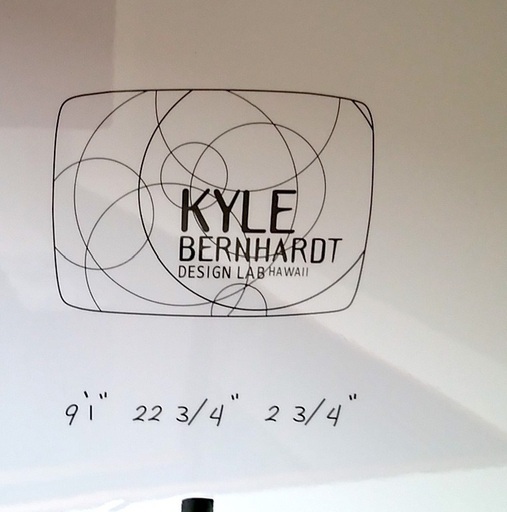 KYLE
BERNHARDT
DESIGN LAB HAWAII
9'1" 22 3/4" 2 3/4"